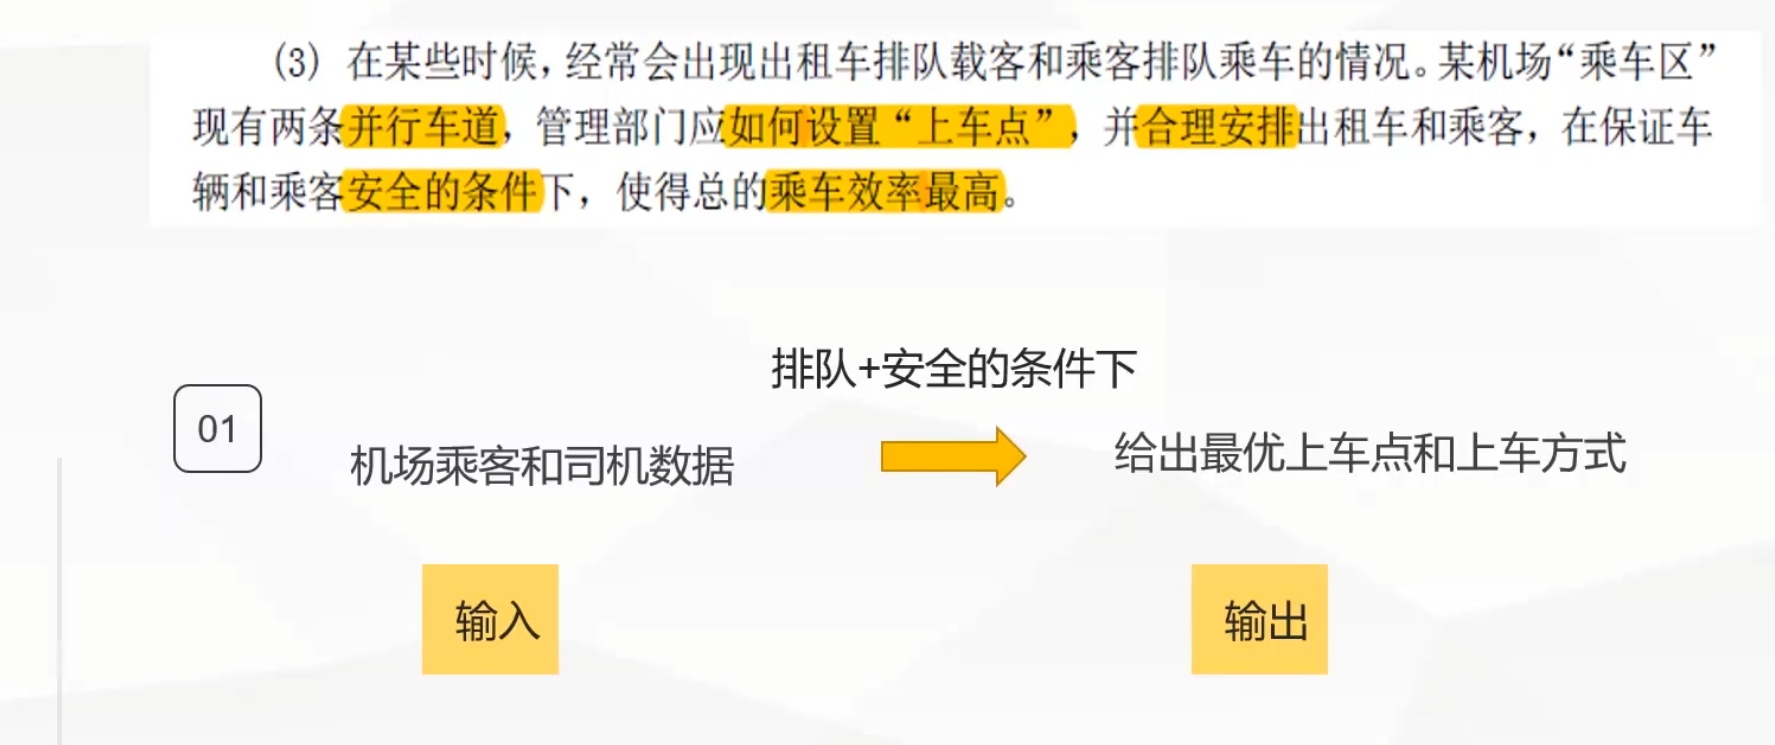 (3) 在某些时候，经常会出现出租车排队载客和乘客排队乘车的情况。某机场“乘车区”
现有两条并行车道，管理部门应如何设置“上车点”，并合理安排出租车和乘客，在保证车
辆和乘客安全的条件下，使得总的乘车效率最高。
排队+安全的条件下
01
机场乘客和司机数据
给出最优上车点和上车方式
输入
输出